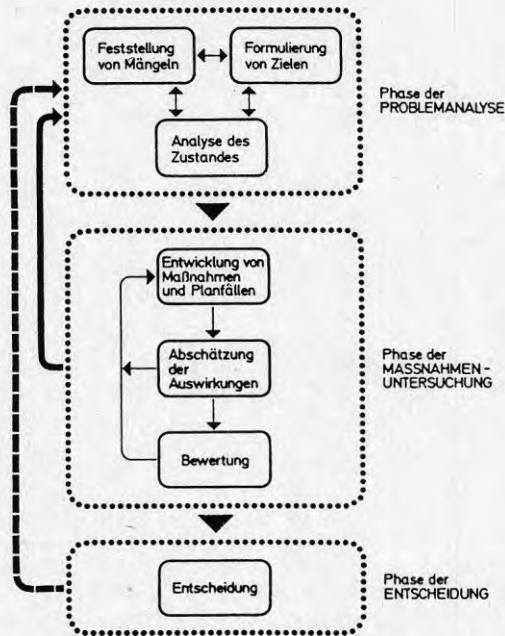 Feststellung
von Mängeln
Formulierung
von Zielen
Analyse des
Zustandes
Phase der
PROBLEMANALYSE
Entwicklung von
Maßnahmen
und Planfällen
Abschätzung
der
Auswirkungen
Bewertung
Phase der
MASSNAHMEN-
UNTERSUCHUNG
Entscheidung
Phase der
ENTSCHEIDUNG